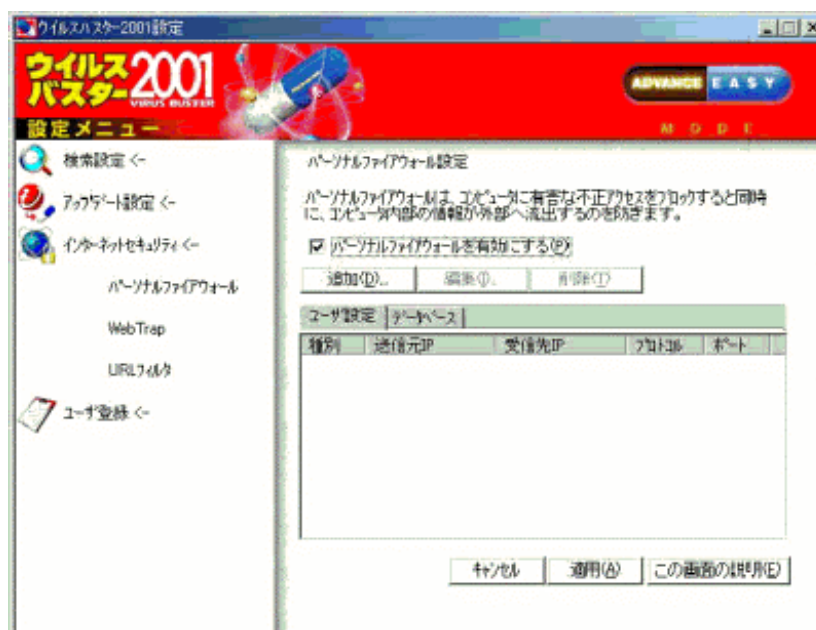 ウイルスバスター2001設定
ウイルス
バスター2001
VIRUS BUSTER
ADVANCE EASY
設定メニュー
MODE
検索設定 <-
アップデート設定 <-
インターネットセキュリティ <-
パーソナルファイアウォール
WebTrap
URLフィルタ
ユーザ登録 <-
パーソナルファイアウォール設定
パーソナルファイアウォールは、コンピュータに有害な不正アクセスをブロックすると同時
に、コンピュータ内部の情報が外部へ流出するのを防ぎます。
パーソナルファイアウォールを有効にする(P)
追加(D)... 編集(I)... 削除(T)
ユーザ設定 データベース
種別 送信元IP 受信先IP プロトコル ポート
キャンセル 適用(A) この画面の説明(E)